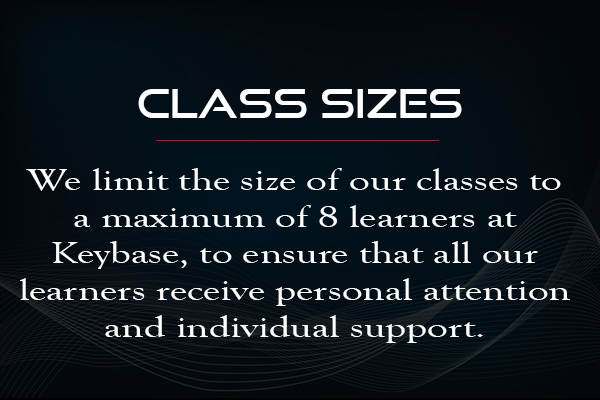 CLASS SIZES
We limit the size of our classes to
a maximum of 8 learners at
Keybase, to ensure that all our
learners receive personal attention
and individual support.